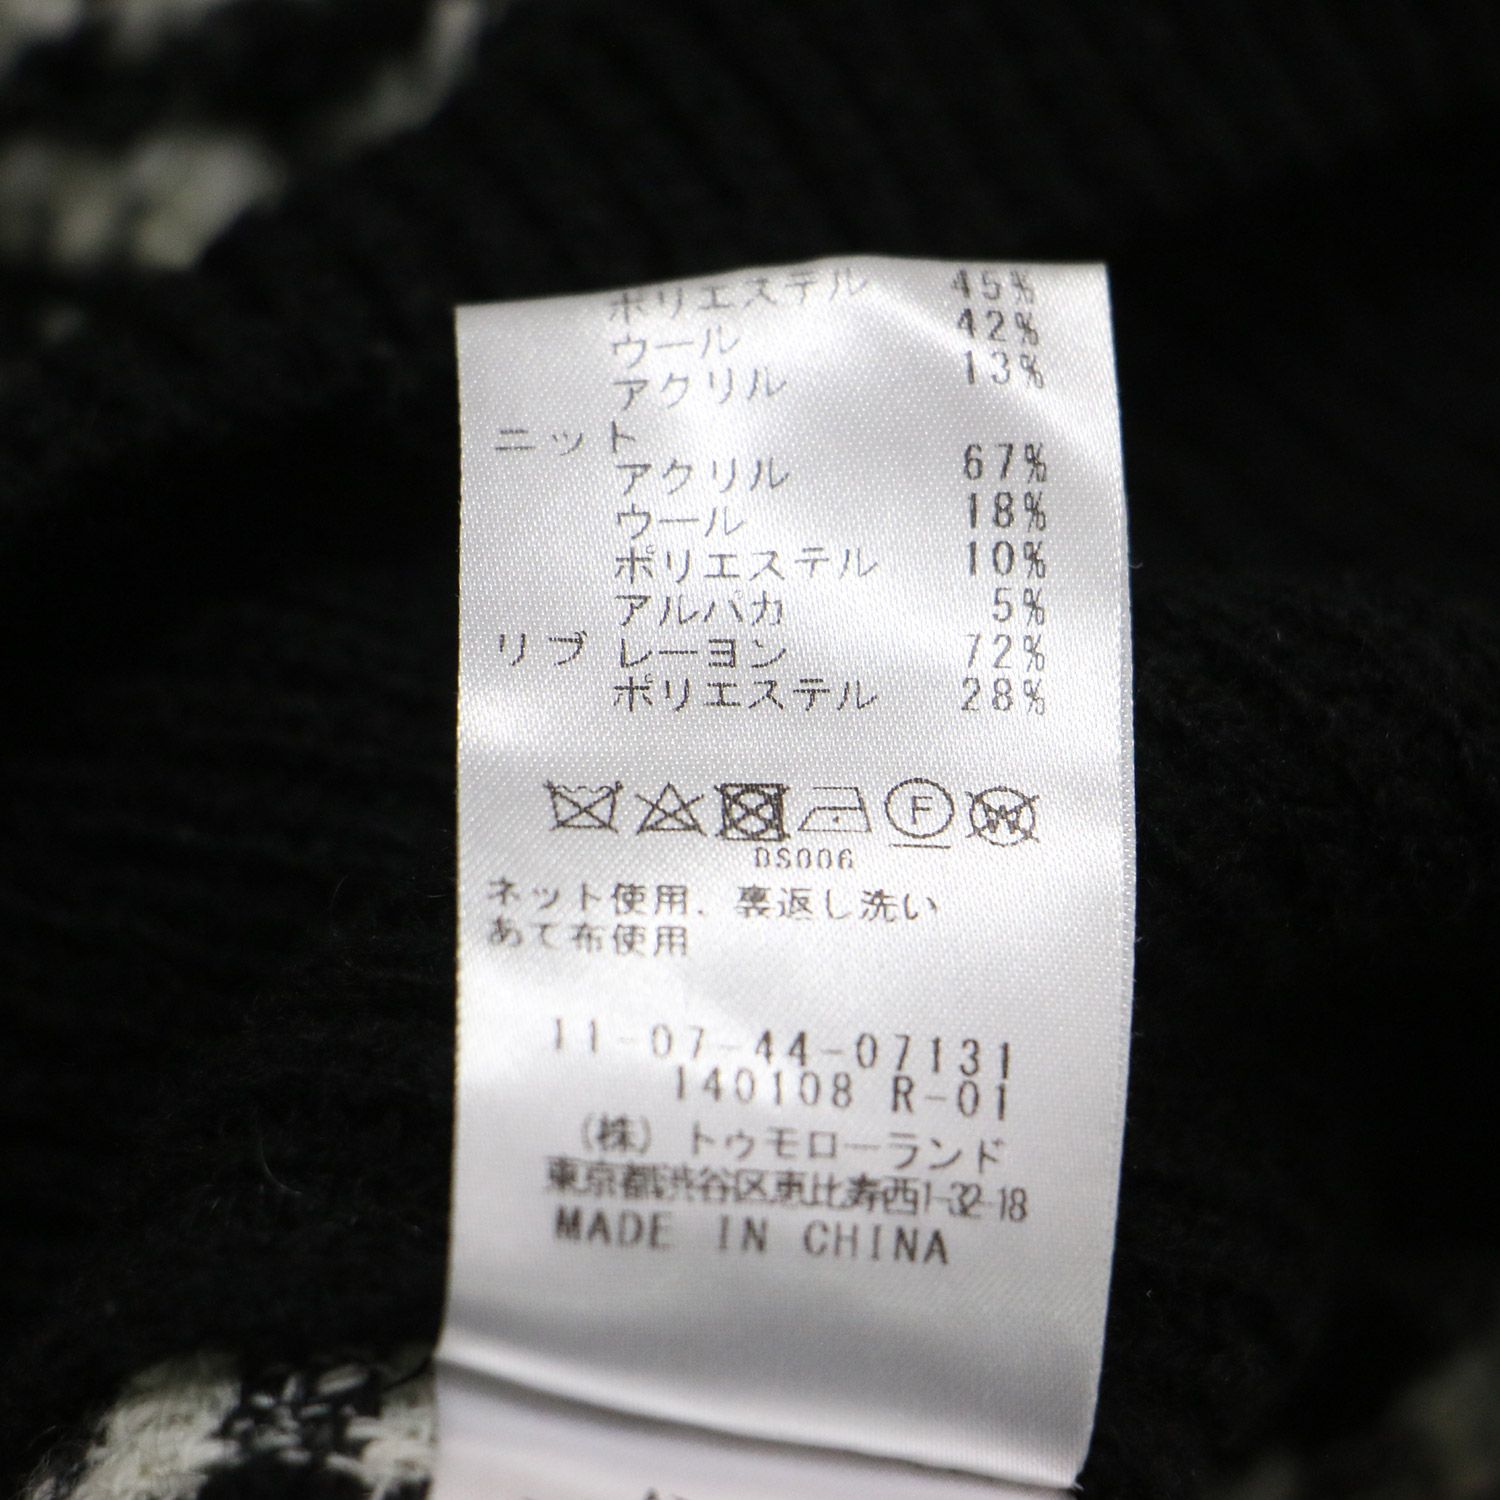 ポリエステル 45%
ウール 42%
アクリル 13%
ニット
アクリル 67%
ウール 18%
ポリエステル 10%
アルパカ 5%
リブ レーヨン 72%
ポリエステル 28%
F W
DS006
ネット使用、裏返し洗い
あて布使用
11-07-44-07131
140108 R-01
(株) トゥモローランド
東京都渋谷区恵比寿西1-32-18
MADE IN CHINA